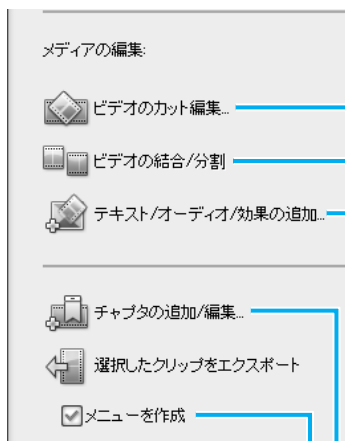 メディアの編集:
ビデオのカット編集...
ビデオの結合/分割
テキスト/オーディオ/効果の追加...
チャプタの追加/編集...
選択したクリップをエクスポート
メニューを作成